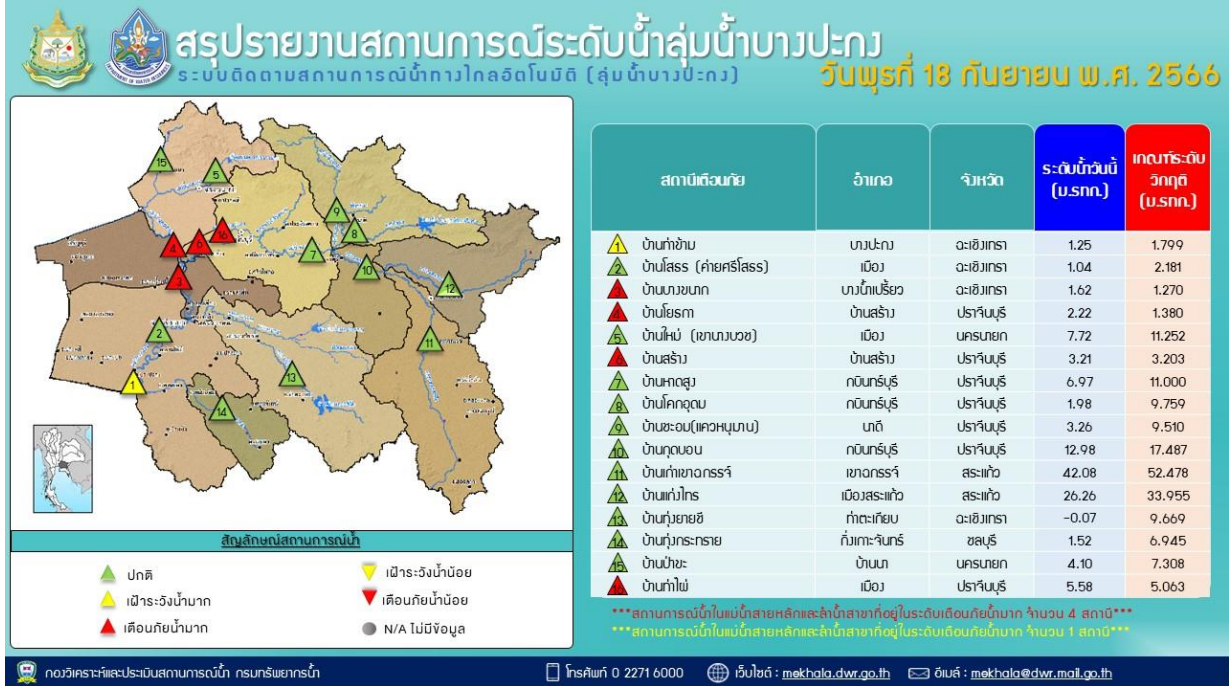 สรุปรายงานสถานการณ์ระดับน้ำลุ่มน้ำบางปะกง
ระบบติดตามสถานการณ์น้ำทางไกลอัตโนมัติ (ลุ่มน้ำบางปะกง)
วันพุธที่ 18 กันยายน พ.ศ. 2566
15
5
9
8
16
6
4
7
10
3
12
2
11
1
13
14
สัญลักษณ์สถานการณ์น้ำ
ปกติ เฝ้าระวังน้ำน้อย
เฝ้าระวังน้ำมาก เตือนภัยน้ำน้อย
เตือนภัยน้ำมาก N/A ไม่มีข้อมูล
สถานีเตือนภัย อำเภอ จังหวัด ระดับน้ำวันนี้ (ม.รทก.) เกณฑ์ระดับวิกฤติ (ม.รทก.)
1 บ้านท่าข้าม บางปะกง ฉะเชิงเทรา 1.25 1.799
2 บ้านโสธร (ค่ายศรีโสธร) เมือง ฉะเชิงเทรา 1.04 2.181
3 บ้านบางขนาก บางน้ำเปรี้ยว ฉะเชิงเทรา 1.62 1.270
4 บ้านโยธกา บ้านสร้าง ปราจีนบุรี 2.22 1.380
5 บ้านใหม่ (เขานางบวช) เมือง นครนายก 7.72 11.252
6 บ้านสร้าง บ้านสร้าง ปราจีนบุรี 3.21 3.203
7 บ้านหาดสูง กบินทร์บุรี ปราจีนบุรี 6.97 11.000
8 บ้านโคกอุดม กบินทร์บุรี ปราจีนบุรี 1.98 9.759
9 บ้านชะอม(แควหนุมาน) นาดี ปราจีนบุรี 3.26 9.510
10 บ้านกุดบอน กบินทร์บุรี ปราจีนบุรี 12.98 17.487
11 บ้านเก่าเขาฉกรรจ์ เขาฉกรรจ์ สระแก้ว 42.08 52.478
12 บ้านแก่งไทร เมืองสระแก้ว สระแก้ว 26.26 33.955
13 บ้านทุ่งยายชี ท่าตะเกียบ ฉะเชิงเทรา -0.07 9.669
14 บ้านทุ่งกระทราย กิ่งเกาะจันทร์ ชลบุรี 1.52 6.945
15 บ้านป่าขะ บ้านนา นครนายก 4.10 7.308
16 บ้านท่าไผ่ เมือง ปราจีนบุรี 5.58 5.063
***สถานการณ์น้ำในแม่น้ำสายหลักและลำน้ำสาขาที่อยู่ในระดับเตือนภัยน้ำมาก จำนวน 4 สถานี***
***สถานการณ์น้ำในแม่น้ำสายหลักและลำน้ำสาขาที่อยู่ในระดับเตือนภัยน้ำมาก จำนวน 1 สถานี***
กองวิเคราะห์และประเมินสถานการณ์น้ำ กรมทรัพยากรน้ำ โทรศัพท์ 0 2271 6000 เว็บไซต์ : mekhala.dwr.go.th อีเมล์ : mekhala@dwr.mail.go.th